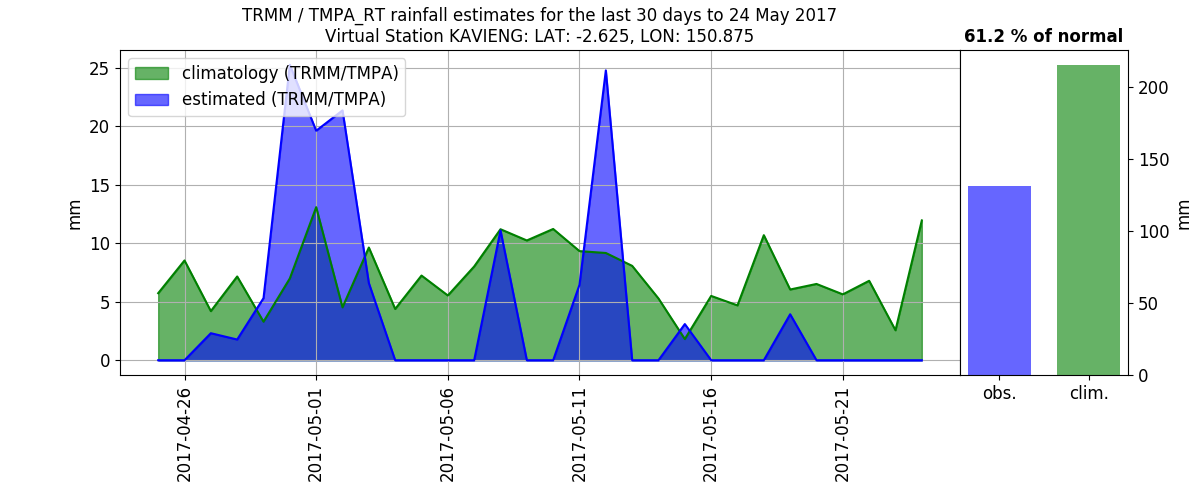 TRMM / TMPA_RT rainfall estimates for the last 30 days to 24 May 2017
Virtual Station KAVIENG: LAT: -2.625, LON: 150.875
61.2 % of normal
climatology (TRMM/TMPA)
estimated (TRMM/TMPA)
25
20
15
10
5
0
mm
2017-04-26
2017-05-01
2017-05-06
2017-05-11
2017-05-16
2017-05-21
200
150
100
50
0
mm
obs.
clim.